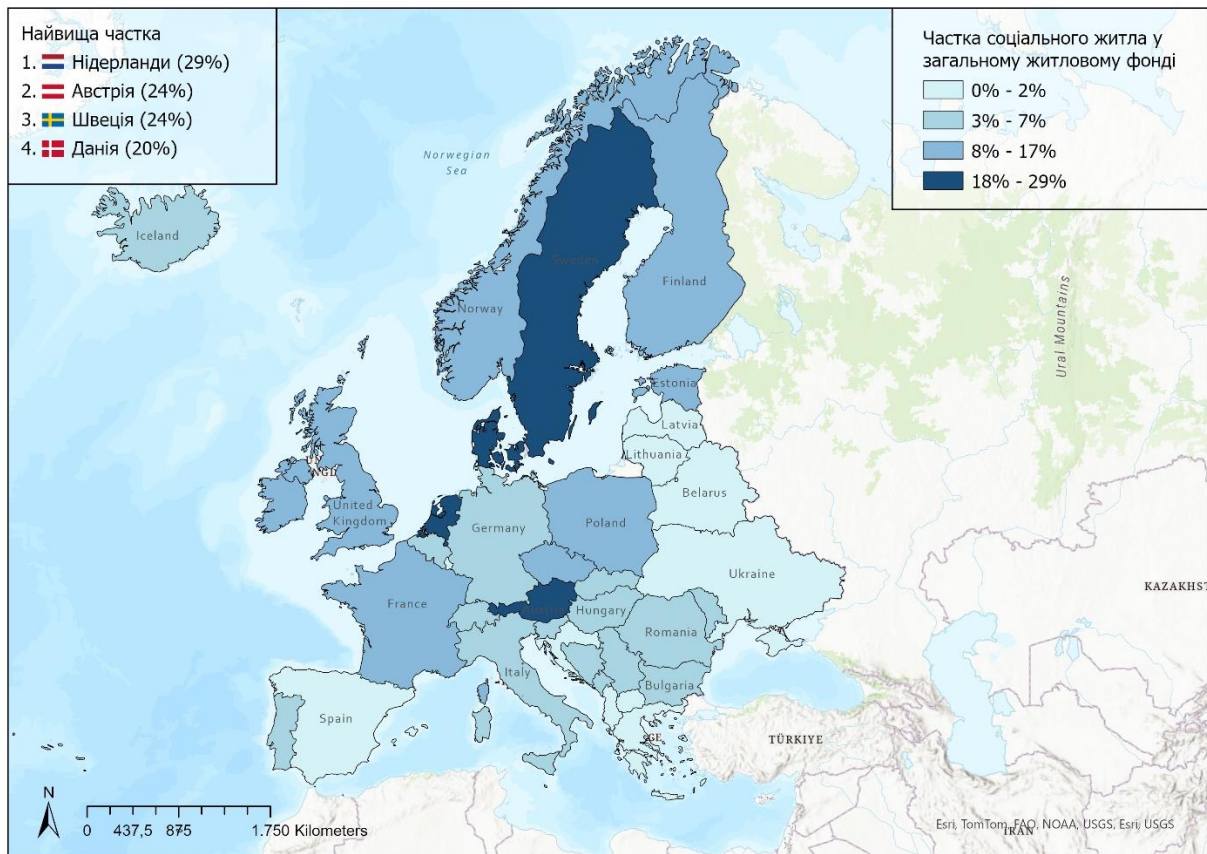 Найвища частка
1. Нідерланди (29%)
2. Австрія (24%)
3. Швеція (24%)
4. Данія (20%)
Частка соціального житла у
загальному житловому фонді
0% - 2%
3% - 7%
8% - 17%
18% - 29%
Norwegian
Sea
Iceland
Sweden
Finland
Norway
Ural Mountains
Estonia
Latvia
Lithuania
Belarus
United
Kingdom
Germany
Poland
Ukraine
KAZAKHST
France
Austria
Hungary
Romania
Italy
Bulgaria
Spain
TÜRKIYE
IRAN
N
0 437,5 875 1.750 Kilometers
Esri, TomTom, FAO, NOAA, USGS, Esri, USGS